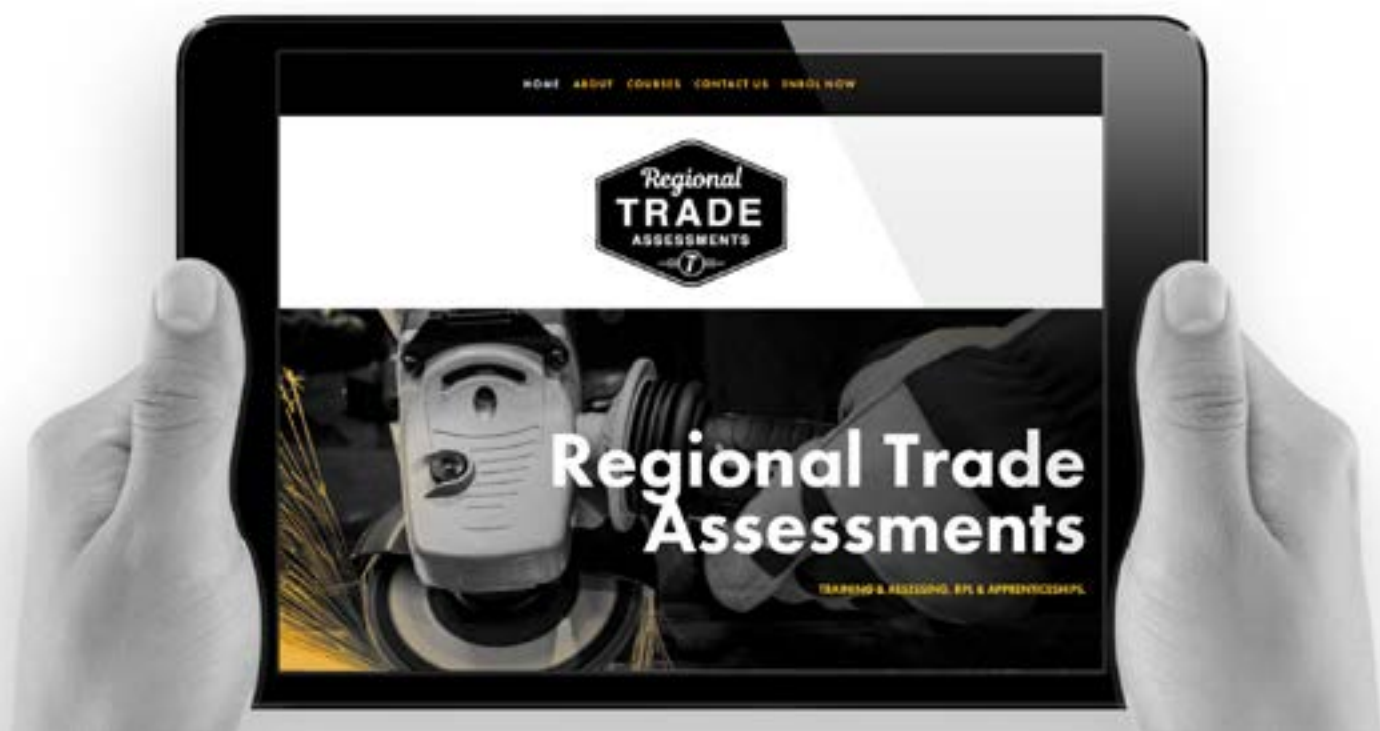 HOME ABOUT COURSES CONTACT US ENROL NOW
Regional
TRADE
ASSESSMENTS
T
Regional Trade
Assessments
TRAINING & ASSESSING. RPL & APPRENTICESHIPS.